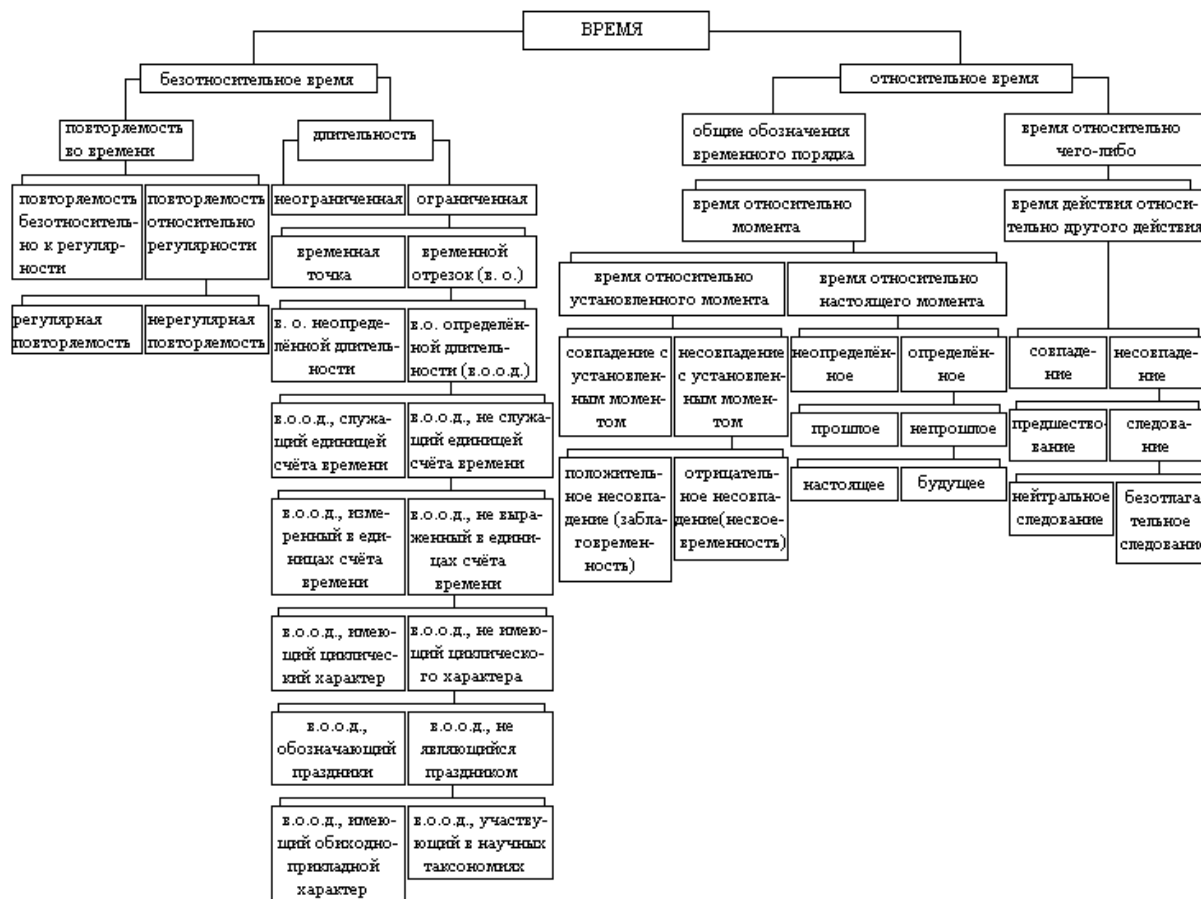 ВРЕМЯ
безотносительное время
относительное время
повторяемость
во времени
длительность
общие обозначения
временного порядка
время относительно
чего-либо
повторяемость
безотноситель-
но к регуляр-
ности
повторяемость
относительно
регулярности
неограниченная
ограниченная
время относительно
момента
время действия относи-
тельно другого действия
временная
точка
временной
отрезок (в. о.)
время относительно
установленного момента
время относительно
настоящего момента
регулярная
повторяемость
нерегулярная
повторяемость
в. о. неопреде-
лённой длитель-
ности
в.о. определён-
ной длитель-
ности (в.о.о.д.)
совпадение с
установлен-
ным момен-
том
несовпадение
с установлен-
ным момен-
том
неопределён-
ное
определён-
ное
совпаде-
ние
несовпаде-
ние
в.о.о.д., служа-
щий единицей
счёта времени
в.о.о.д., не служа-
щий единицей
счёта времени
прошлое
непрошлое
предшество-
вание
следова-
ние
положитель-
ное несовпа-
дение (забла-
говремен-
ность)
отрицатель-
ное несовпа-
дение(несвое-
временность)
настоящее
будущее
нейтральное
следование
безотлага
тельное
следование
в.о.о.д., изме-
ренный в еди-
ницах счёта
времени
в.о.о.д., не выра-
женный в едини-
цах счёта
времени
в.о.о.д., имею-
щий цикличес-
кий характер
в.о.о.д., не имею-
щий циклическо-
го характера
в.о.о.д.,
обозначающий
праздники
в.о.о.д., не
являющийся
праздником
в.о.о.д., имею-
щий обиходно-
прикладной
характер
в.о.о.д., участву-
ющий в научных
таксономиях